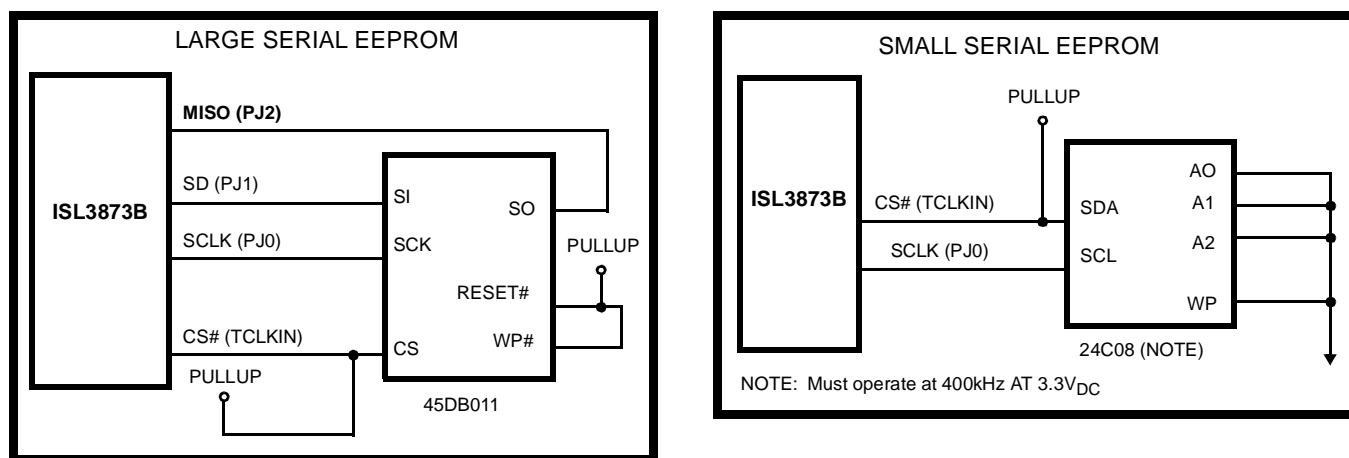 LARGE SERIAL EEPROM
MISO (PJ2)
SD (PJ1)
ISL3873B
SCLK (PJ0)
CS# (TCLKIN)
PULLUP
SI
SO
SCK
RESET#
WP#
CS
PULLUP
45DB011
SMALL SERIAL EEPROM
PULLUP
ISL3873B
CS# (TCLKIN)
SCLK (PJ0)
SDA
SCL
AO
A1
A2
WP
24C08 (NOTE)
NOTE: Must operate at 400kHz AT 3.3VDC